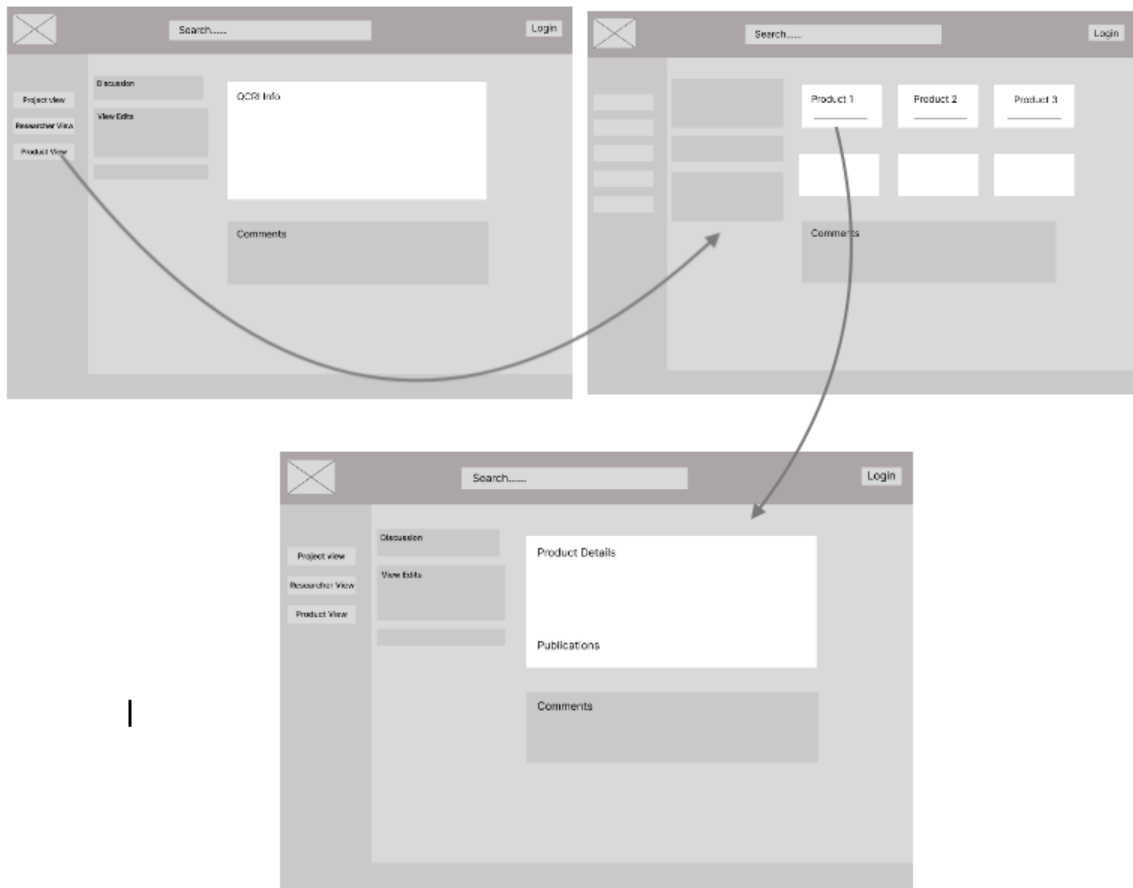 Search......
Login
Project view
Researcher View
Product View
Discussion
View Edits
QCRI Info
Comments
Search......
Login
Product 1
Product 2
Product 3
Comments
Search......
Login
Project view
Researcher View
Product View
Discussion
View Edits
Product Details
Publications
Comments